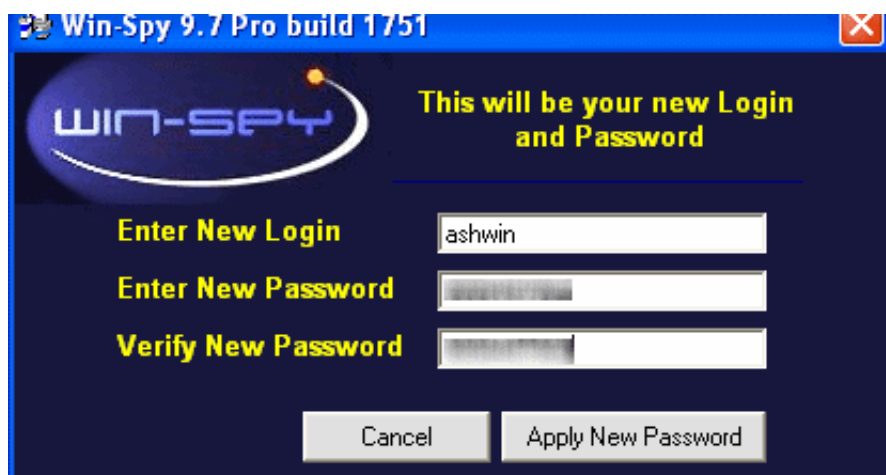 Win-Spy 9.7 Pro build 1751
WIN-SPY
This will be your new Login
and Password
Enter New Login
ashwin
Enter New Password
Verify New Password
Cancel
Apply New Password